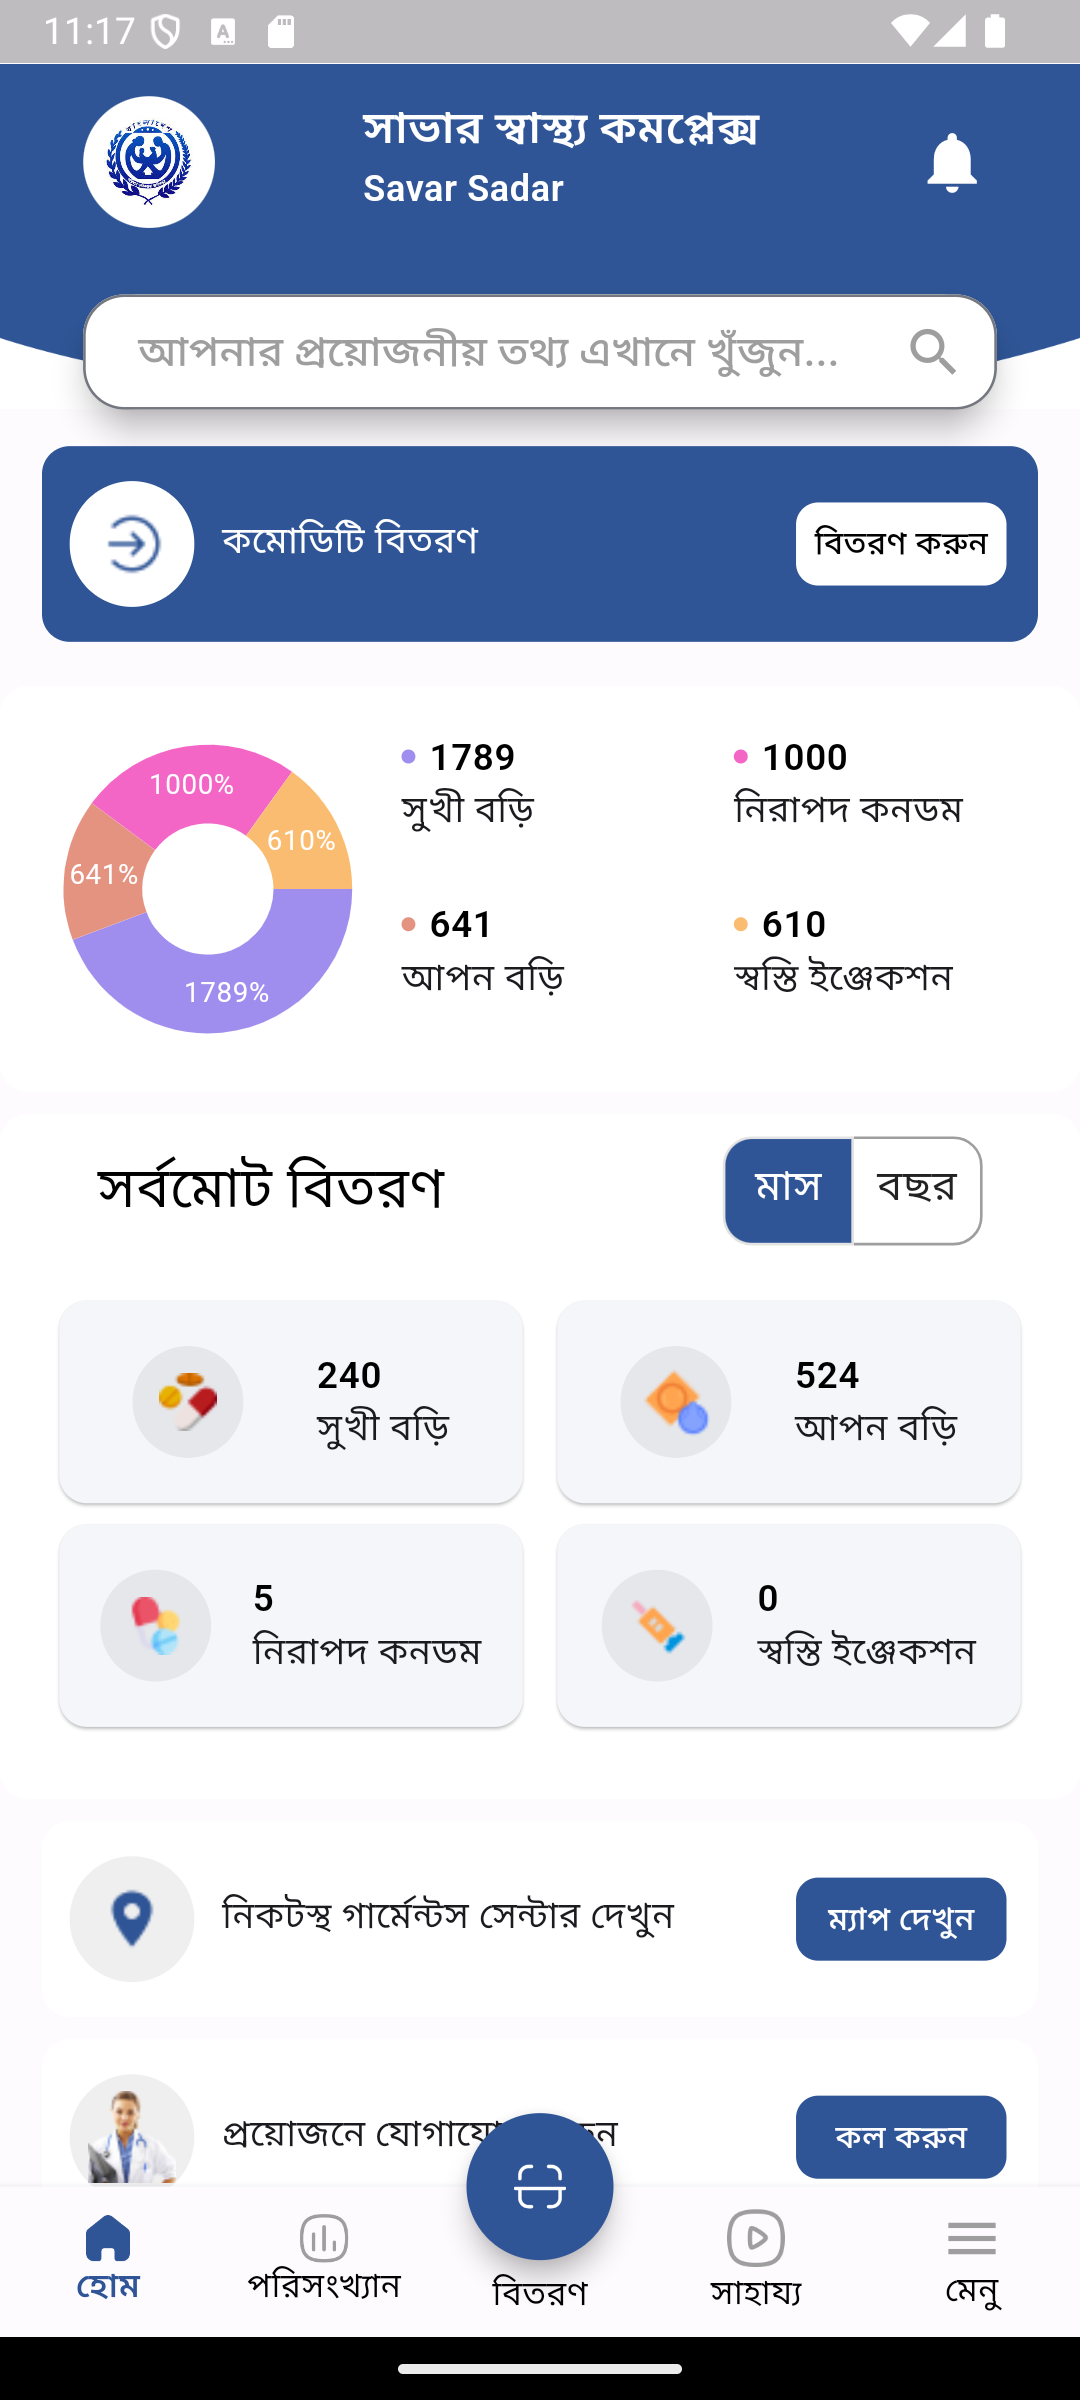 11:17
সাভার স্বাস্থ্য কমপ্লেক্স
Savar Sadar
আপনার প্রয়োজনীয় তথ্য এখানে খুঁজুন...
কমোডিটি বিতরণ
বিতরণ করুন
1000%
610%
641%
1789%
1789
সুখী বড়ি
1000
নিরাপদ কনডম
641
আপন বড়ি
610
স্বস্তি ইঞ্জেকশন
সর্বমোট বিতরণ
মাস
বছর
240
সুখী বড়ি
524
আপন বড়ি
5
নিরাপদ কনডম
0
স্বস্তি ইঞ্জেকশন
নিকটস্থ গার্মেন্টস সেন্টার দেখুন
ম্যাপ দেখুন
প্রয়োজনে
কল করুন
হোম
পরিসংখ্যান
বিতরণ
সাহায্য
মেনু